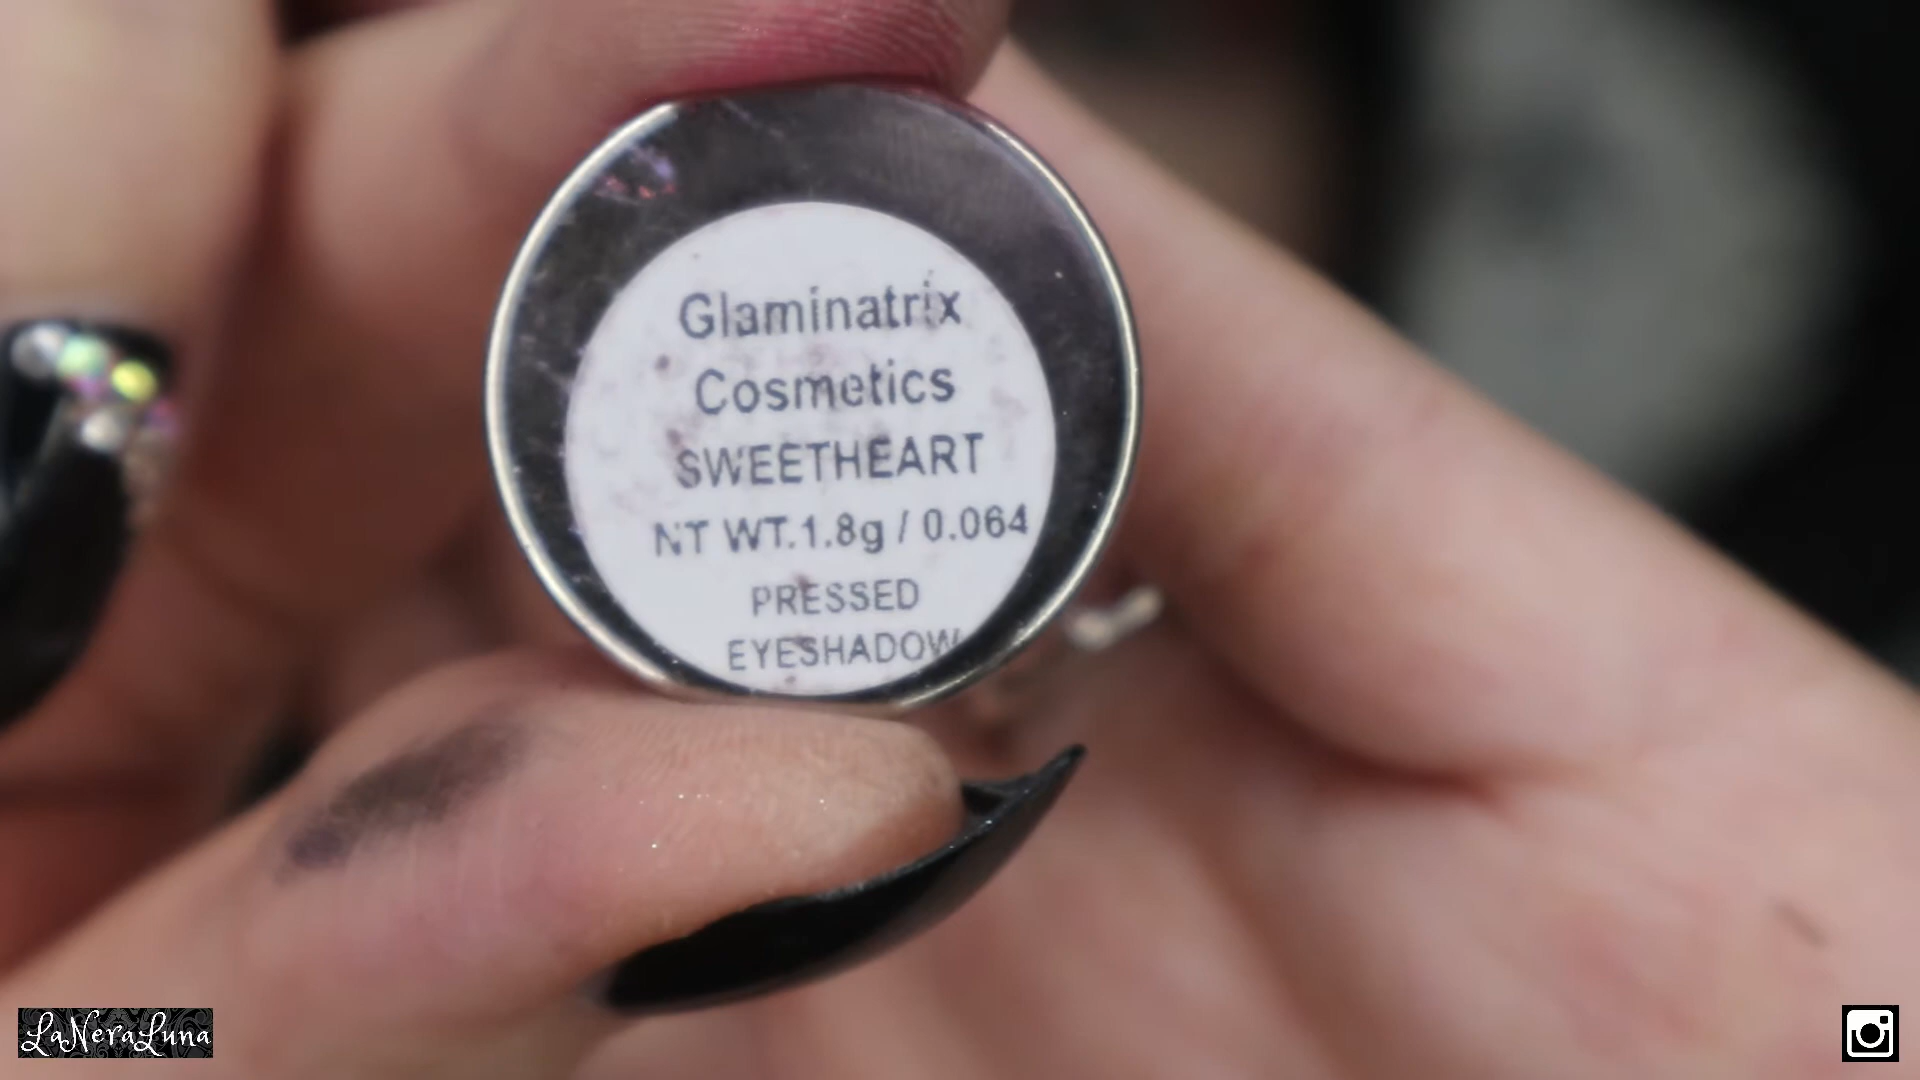 Glaminatrix
Cosmetics
SWEETHEART
NT WT.1.8g / 0.064
PRESSED
EYESHADOW
LaNeraLuna